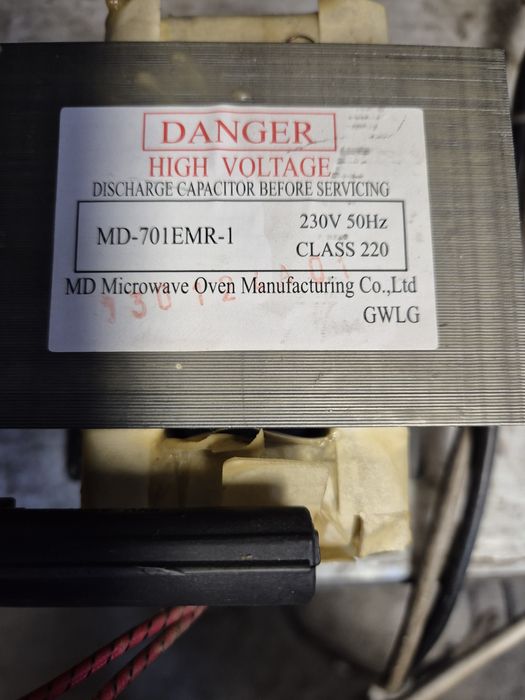 DANGER
HIGH VOLTAGE
DISCHARGE CAPACITOR BEFORE SERVICING
MD-701EMR-1
230V 50Hz
CLASS 220
MD Microwave Oven Manufacturing Co.,Ltd
GWLG